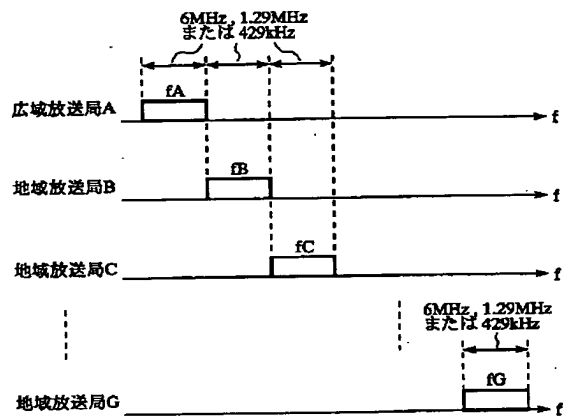 6MHz , 1.29MHz
または 429kHz
広域放送局A
fA
f
地域放送局B
fB
f
地域放送局C
fC
f
6MHz , 1.29MHz
または 429kHz
地域放送局G
fG
f